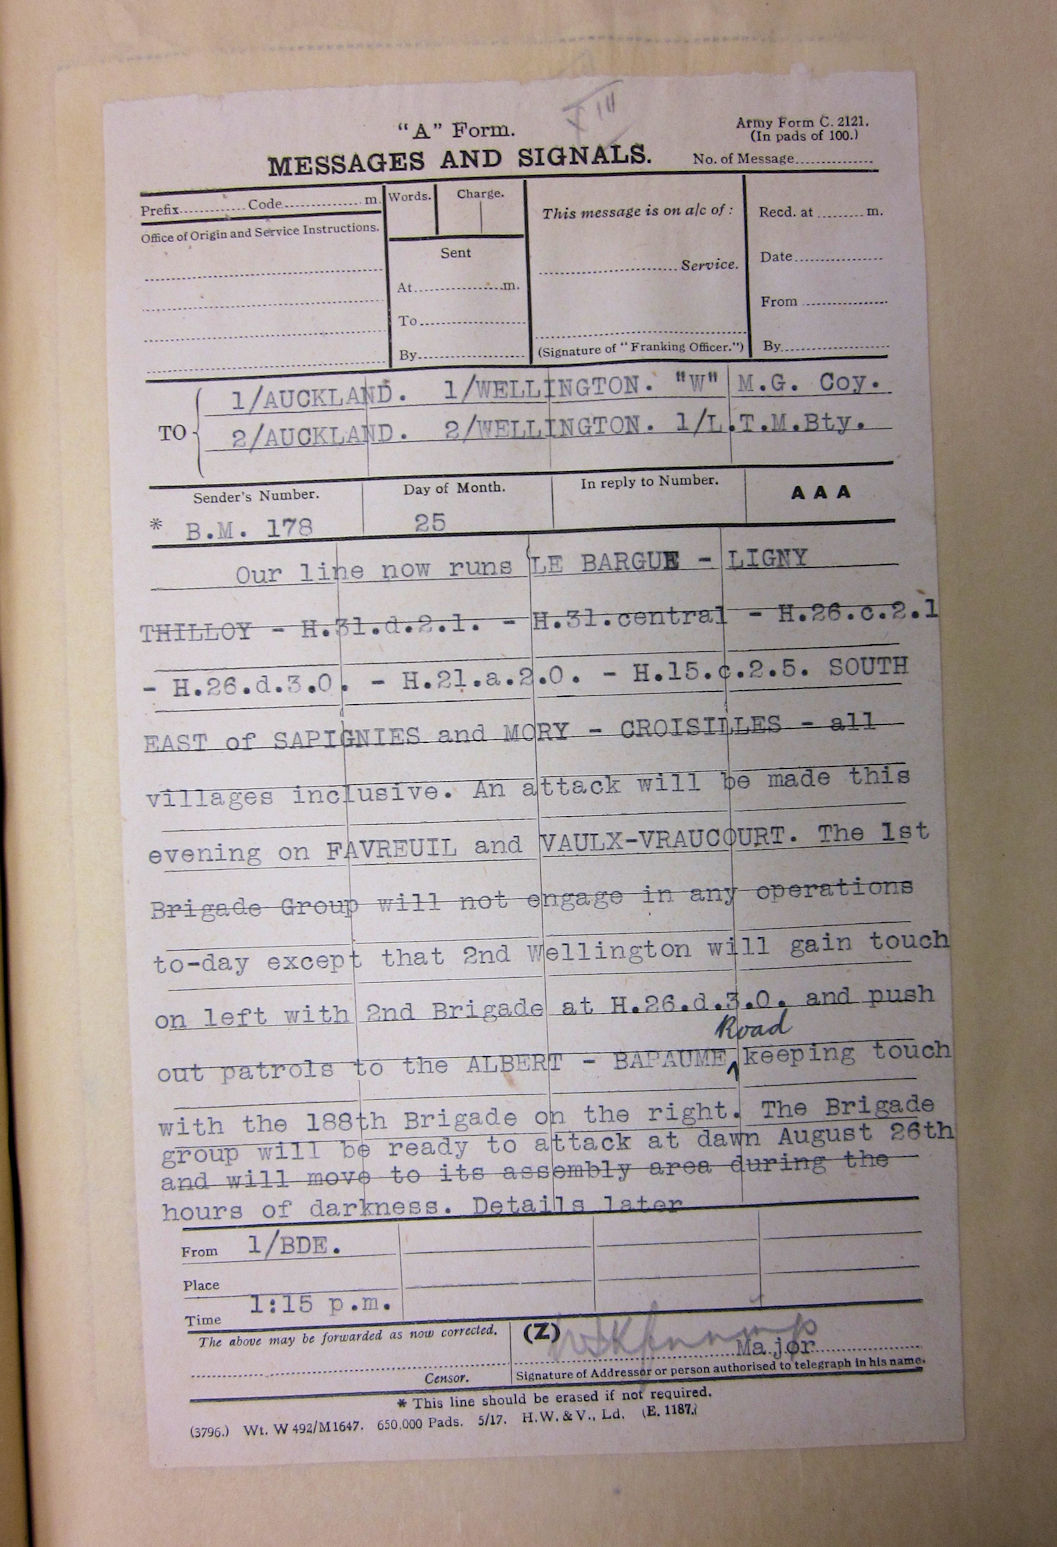 XIII
"A" Form.
Army Form C. 2121.
(In pads of 100.)
MESSAGES AND SIGNALS.
No. of Message
Prefix Code m.
Words.
Charge.
This message is on a/c of:
Recd. at m.
Office of Origin and Service Instructions.
Sent
Service.
Date
At m.
From
To
By
(Signature of "Franking Officer.")
By
TO
1/AUCKLAND. 1/WELLINGTON. "W" M.G. Coy.
2/AUCKLAND. 2/WELLINGTON. 1/L.T.M.Bty.
Sender's Number.
Day of Month.
In reply to Number.
AAA
* B.M. 178
25
Our line now runs LE BARGUE - LIGNY
THILLOY - H.31.d.2.1. - H.31.central - H.26.c.2.1
- H.26.d.3.0. - H.21.a.2.0. - H.15.c.2.5. SOUTH
EAST of SAPIGNIES and MORY - CROISILLES - all
villages inclusive. An attack will be made this
evening on FAVREUIL and VAULX-VRAUCOURT. The 1st
Brigade Group will not engage in any operations
to-day except that 2nd Wellington will gain touch
on left with 2nd Brigade at H.26.d.3.0. and push
Road
out patrols to the ALBERT - BAPAUME keeping touch
with the 188th Brigade on the right. The Brigade
group will be ready to attack at dawn August 26th
and will move to its assembly area during the
hours of darkness. Details later
From 1/BDE.
Place
Time 1:15 p.m.
The above may be forwarded as now corrected.
(Z)
Major
Censor.
Signature of Addressor or person authorised to telegraph in his name.
* This line should be erased if not required.
(3796.) Wt. W 492/M1647. 650,000 Pads. 5/17. H.W.&V., Ld. (E. 1187.)